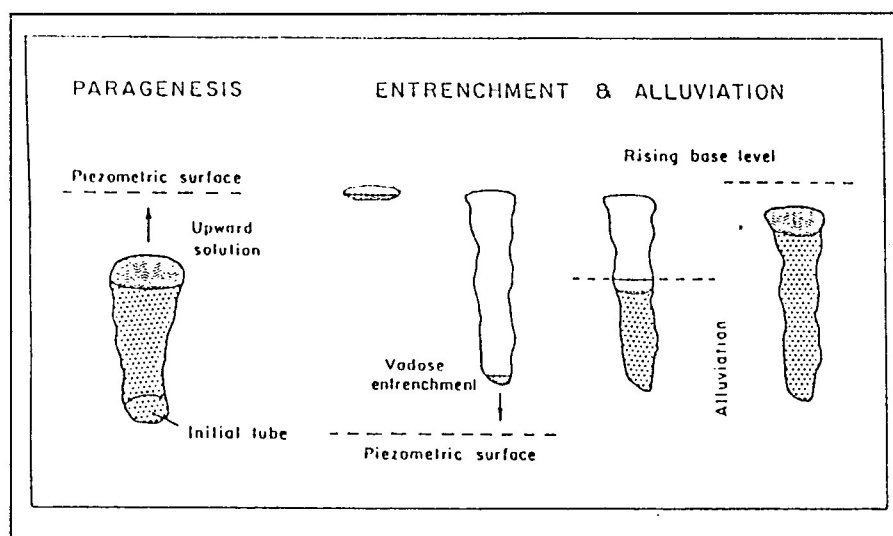 PARAGENESIS
ENTRENCHMENT & ALLUVIATION
Rising base level
Piezometric surface
Upward
solution
Vadose
entrenchment
Alluviation
Initial tube
Piezometric surface